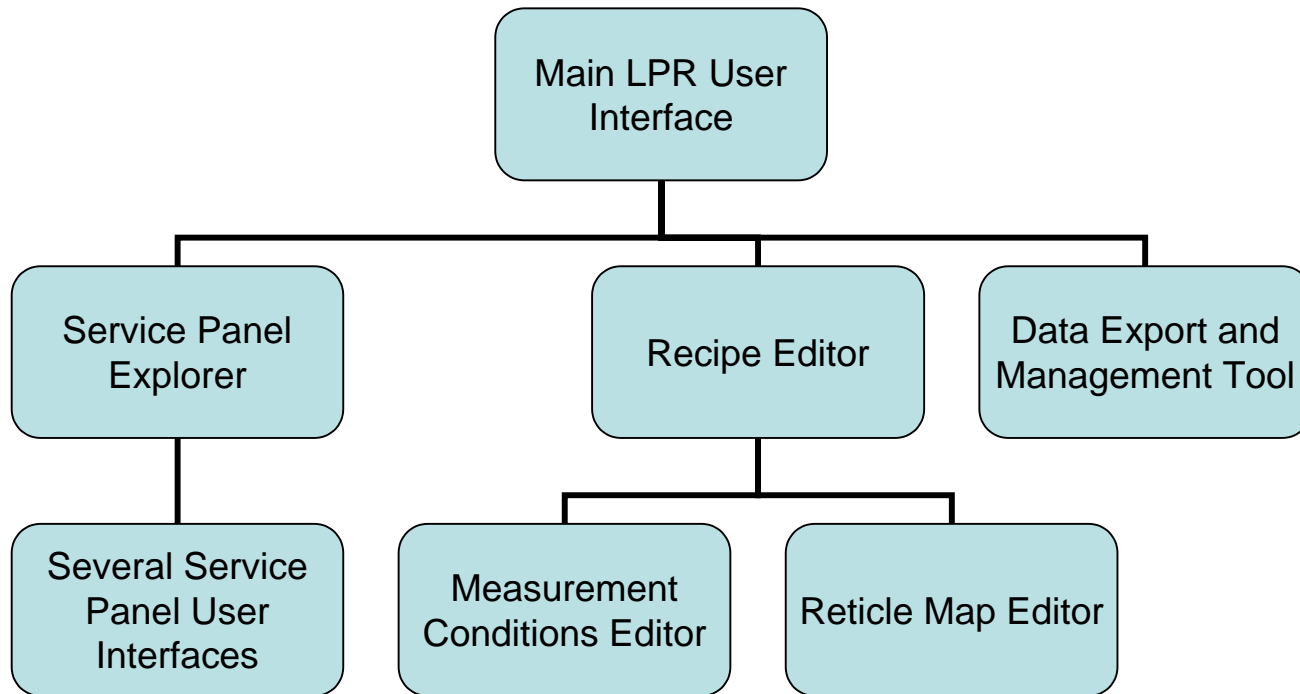 Main LPR User
Interface
Service Panel
Explorer
Recipe Editor
Data Export and
Management Tool
Several Service
Panel User
Interfaces
Measurement
Conditions Editor
Reticle Map Editor